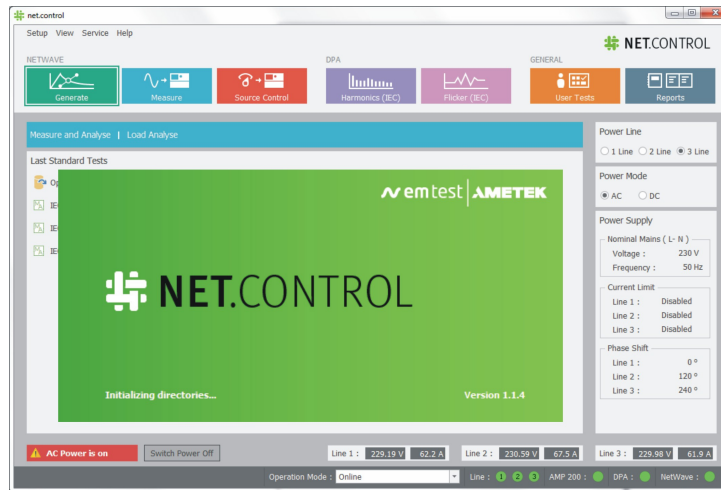 net.control
Setup View Service Help
NET.CONTROL
NETWAVE
DPA
GENERAL
Generate
Measure
Source Control
Harmonics (IEC)
Flicker (IEC)
User Tests
Reports
Measure and Analyse | Load Analyse
Last Standard Tests
emtest AMETEK
NET.CONTROL
Initializing directories...
Version 1.1.4
Power Line
1 Line 2 Line 3 Line
Power Mode
AC DC
Power Supply
Nominal Mains ( L- N )
Voltage : 230 V
Frequency : 50 Hz
Current Limit
Line 1 : Disabled
Line 2 : Disabled
Line 3 : Disabled
Phase Shift
Line 1 : 0 °
Line 2 : 120 °
Line 3 : 240 °
AC Power is on
Switch Power Off
Line 1 : 229.19 V 62.2 A
Line 2 : 230.59 V 67.5 A
Line 3 : 229.98 V 61.9 A
Operation Mode : Online
Line : 1 2 3 AMP 200 : DPA : NetWave :